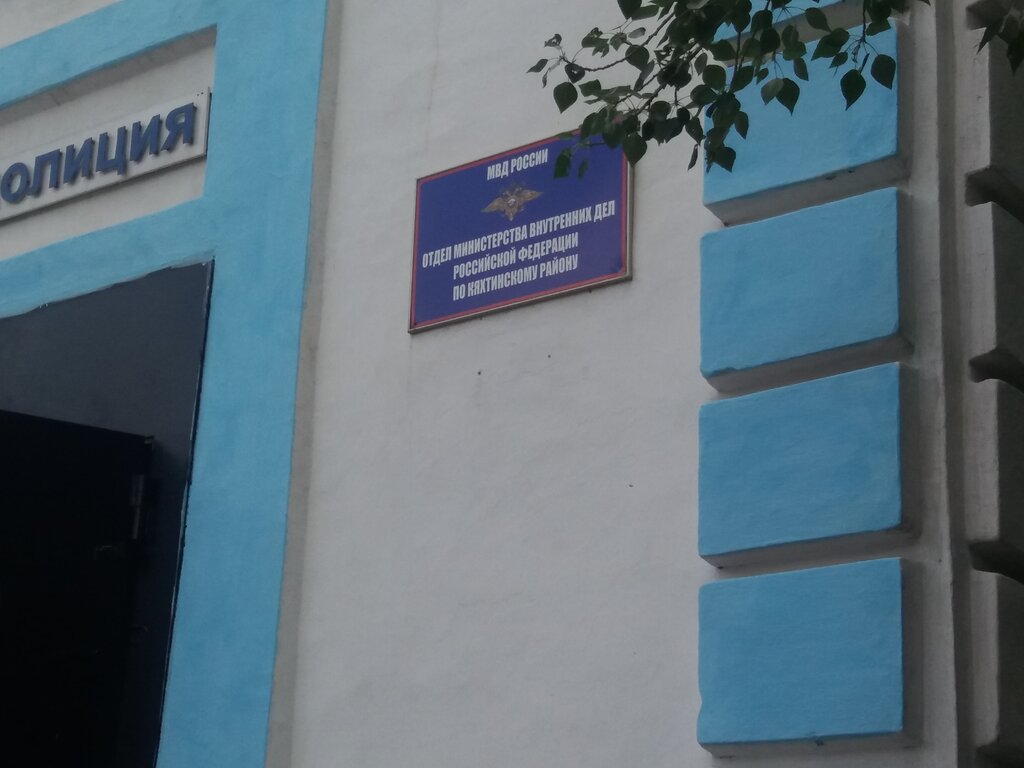 олиция
МВД РОССИИ
ОТДЕЛ МИНИСТЕРСТВА ВНУТРЕННИХ ДЕЛ
РОССИЙСКОЙ ФЕДЕРАЦИИ
ПО КЯХТИНСКОМУ РАЙОНУ